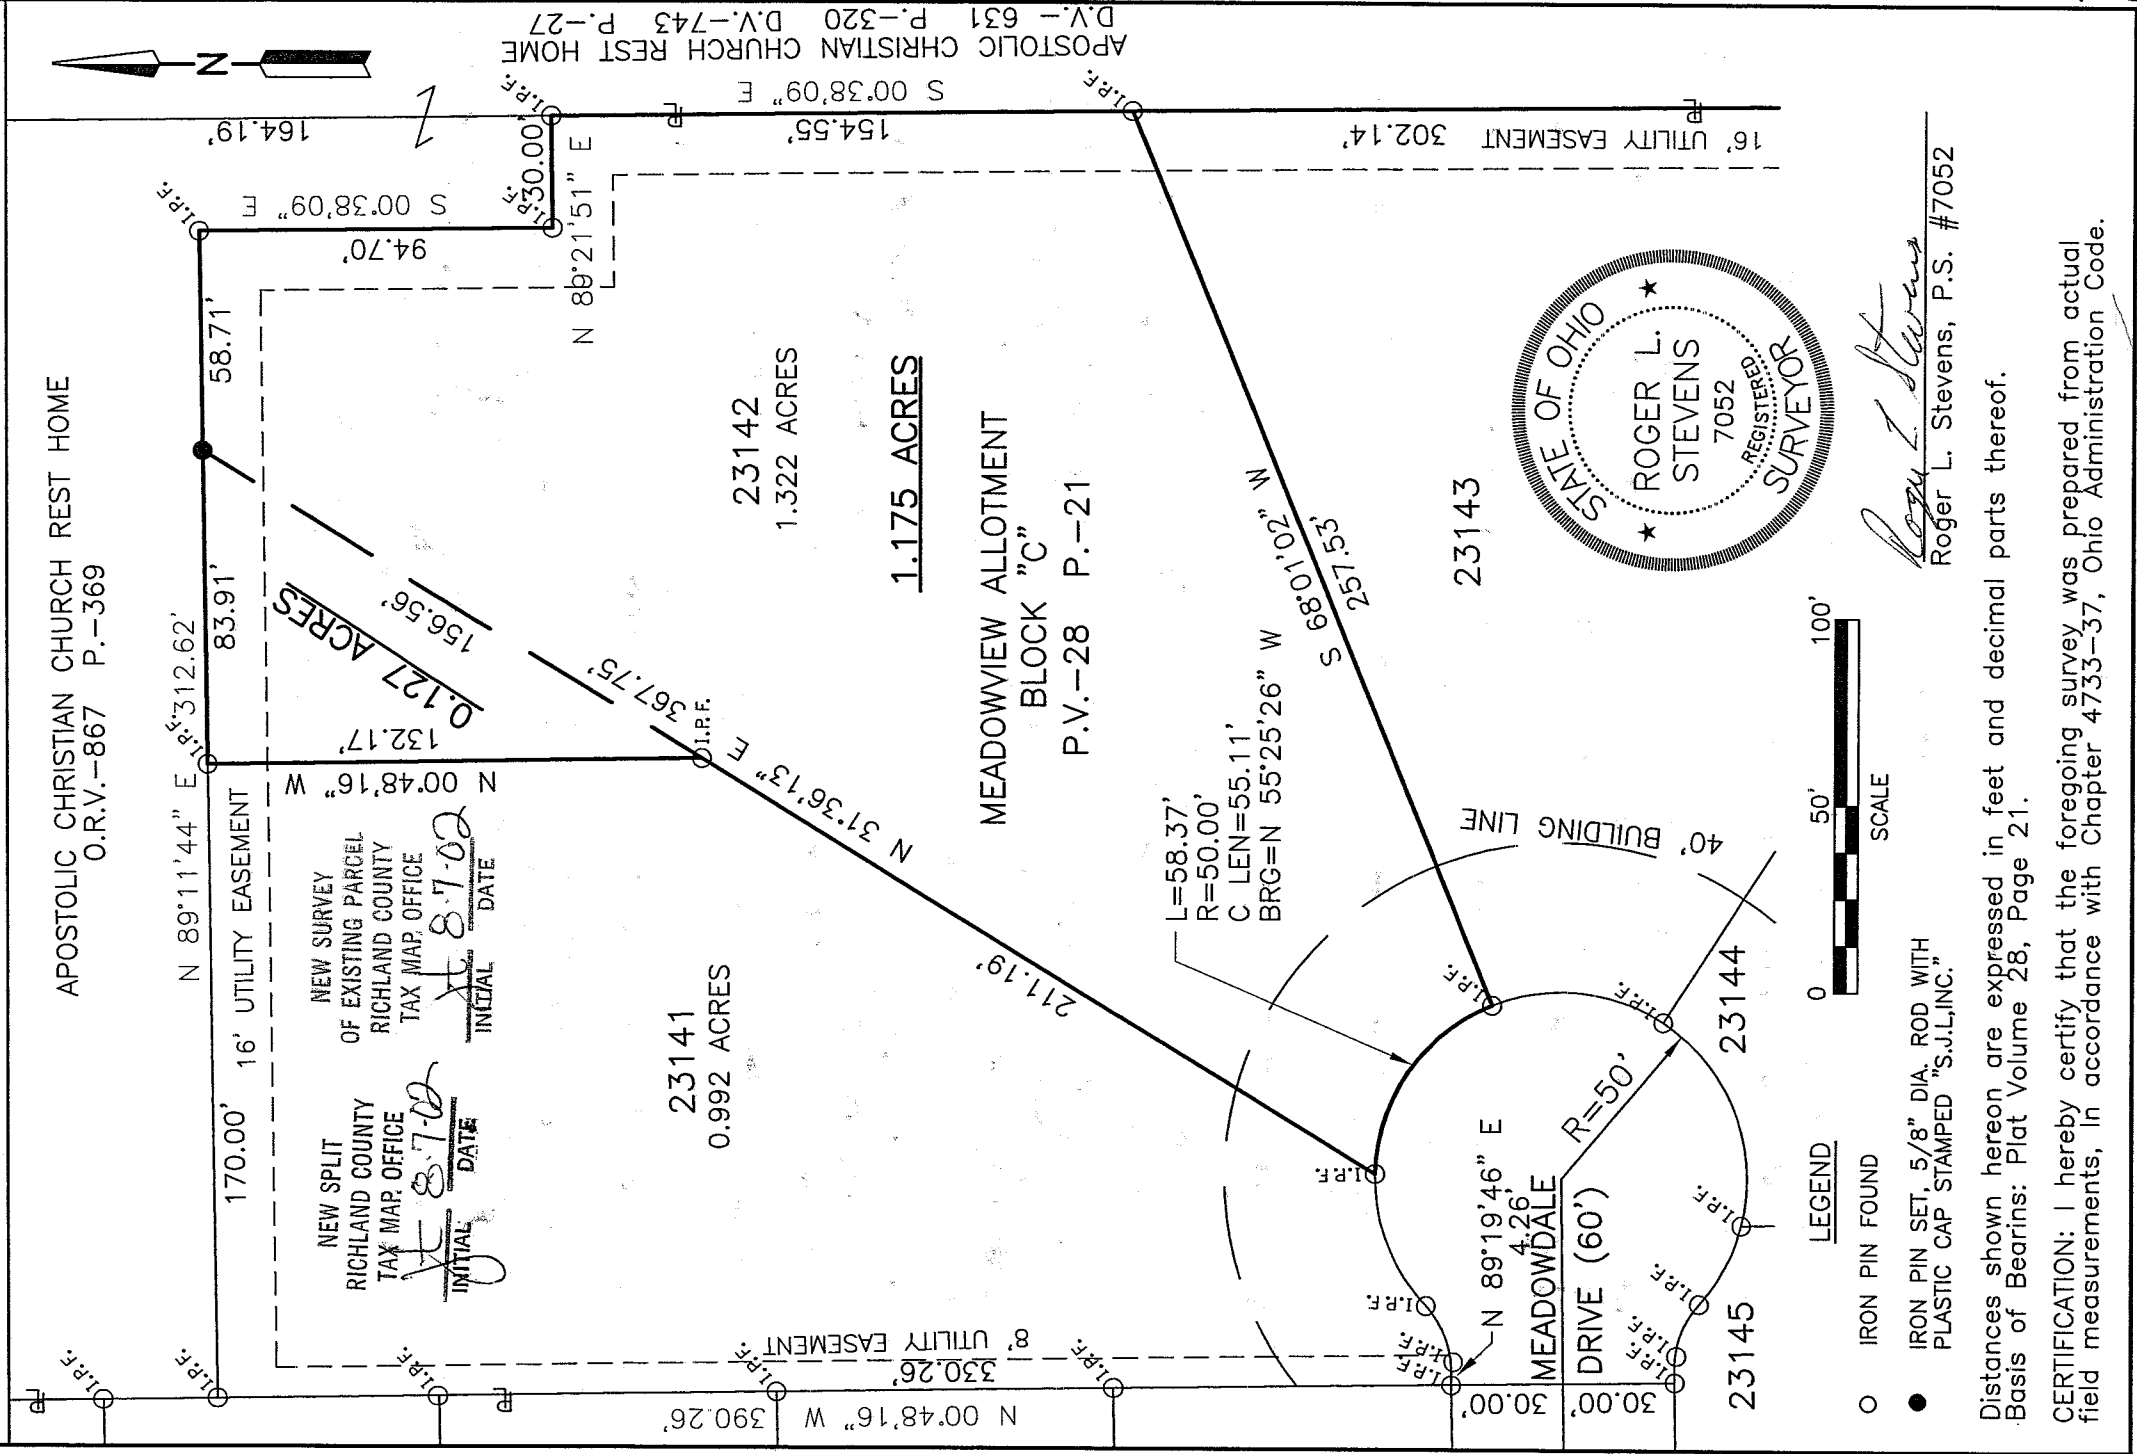 APOSTOLIC CHRISTIAN CHURCH REST HOME
O.R.V.-867 P.-369
N
APOSTOLIC CHRISTIAN CHURCH REST HOME
D.V.- 631 P.-320 D.V.-743 P.-27
N 89°11'44" E 312.62'
170.00'
83.91'
58.71'
I.P.F.
I.P.F.
I.P.F.
I.P.F.
I.P.F.
I.P.F.
164.19'
S 00°38'09" E
94.70'
30.00'
N 89°21'51" E
S 00°38'09" E
154.55'
302.14'
16' UTILITY EASEMENT
16' UTILITY EASEMENT
NEW SPLIT
RICHLAND COUNTY
TAX MAP OFFICE
8-7-02
INITIAL DATE
NEW SURVEY
OF EXISTING PARCEL
RICHLAND COUNTY
TAX MAP OFFICE
8-7-02
INITIAL DATE
N 00°48'16" W
132.17'
0.127 ACRES
156.56'
367.75'
I.P.F.
N 31°36'13" E
211.19'
23141
0.992 ACRES
23142
1.322 ACRES
1.175 ACRES
MEADOWVIEW ALLOTMENT
BLOCK "C"
P.V.-28 P.-21
L=58.37'
R=50.00'
C LEN=55.11'
BRG=N 55°25'26" W
S 68°01'02" W
257.53'
23143
40' BUILDING LINE
I.P.F.
I.P.F.
I.P.F.
I.P.F.
I.P.F.
I.P.F.
I.P.F.
I.P.F.
I.P.F.
I.P.F.
I.P.F.
I.P.F.
I.P.F.
I.P.F.
8' UTILITY EASEMENT
330.26'
N 00°48'16" W 390.26'
N 89°19'46" E
4.26'
MEADOWDALE
DRIVE (60')
R=50'
30.00'
30.00'
23144
23145
STATE OF OHIO
ROGER L.
STEVENS
7052
REGISTERED
SURVEYOR
Roger L. Stevens
Roger L. Stevens, P.S. #7052
LEGEND
IRON PIN FOUND
IRON PIN SET, 5/8" DIA. ROD WITH
PLASTIC CAP STAMPED "S.J.L,INC."
0 50' 100'
SCALE
Distances shown hereon are expressed in feet and decimal parts thereof.
Basis of Bearins: Plat Volume 28, Page 21.
CERTIFICATION: I hereby certify that the foregoing survey was prepared from actual
field measurements, In accordance with Chapter 4733-37, Ohio Administration Code.